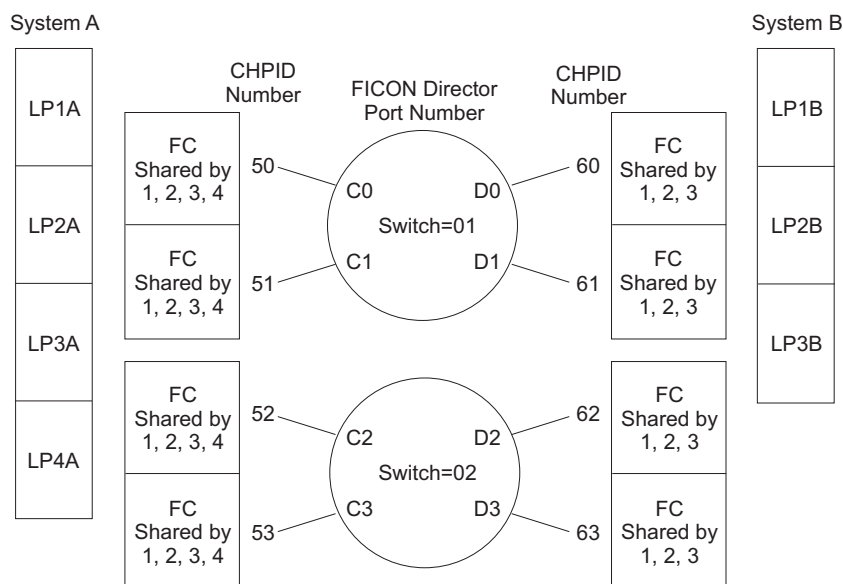 System A
System B
CHPID
Number
FICON Director
Port Number
CHPID
Number
LP1A
LP2A
LP3A
LP4A
FC
Shared by
1, 2, 3, 4
FC
Shared by
1, 2, 3, 4
50
51
C0
D0
Switch=01
C1
D1
60
61
FC
Shared by
1, 2, 3
FC
Shared by
1, 2, 3
LP1B
LP2B
LP3B
FC
Shared by
1, 2, 3, 4
FC
Shared by
1, 2, 3, 4
52
53
C2
D2
Switch=02
C3
D3
62
63
FC
Shared by
1, 2, 3
FC
Shared by
1, 2, 3